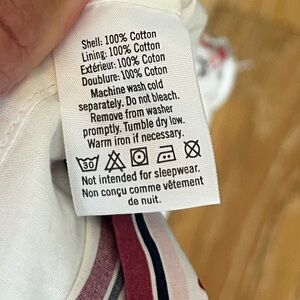 Shell: 100% Cotton
Lining: 100% Cotton
Extérieur: 100% Coton
Doublure: 100% Coton
Machine wash cold
separately. Do not bleach.
Remove from washer
promptly. Tumble dry low.
Warm iron if necessary.
30
Not intended for sleepwear.
Non conçu comme vêtement
de nuit.